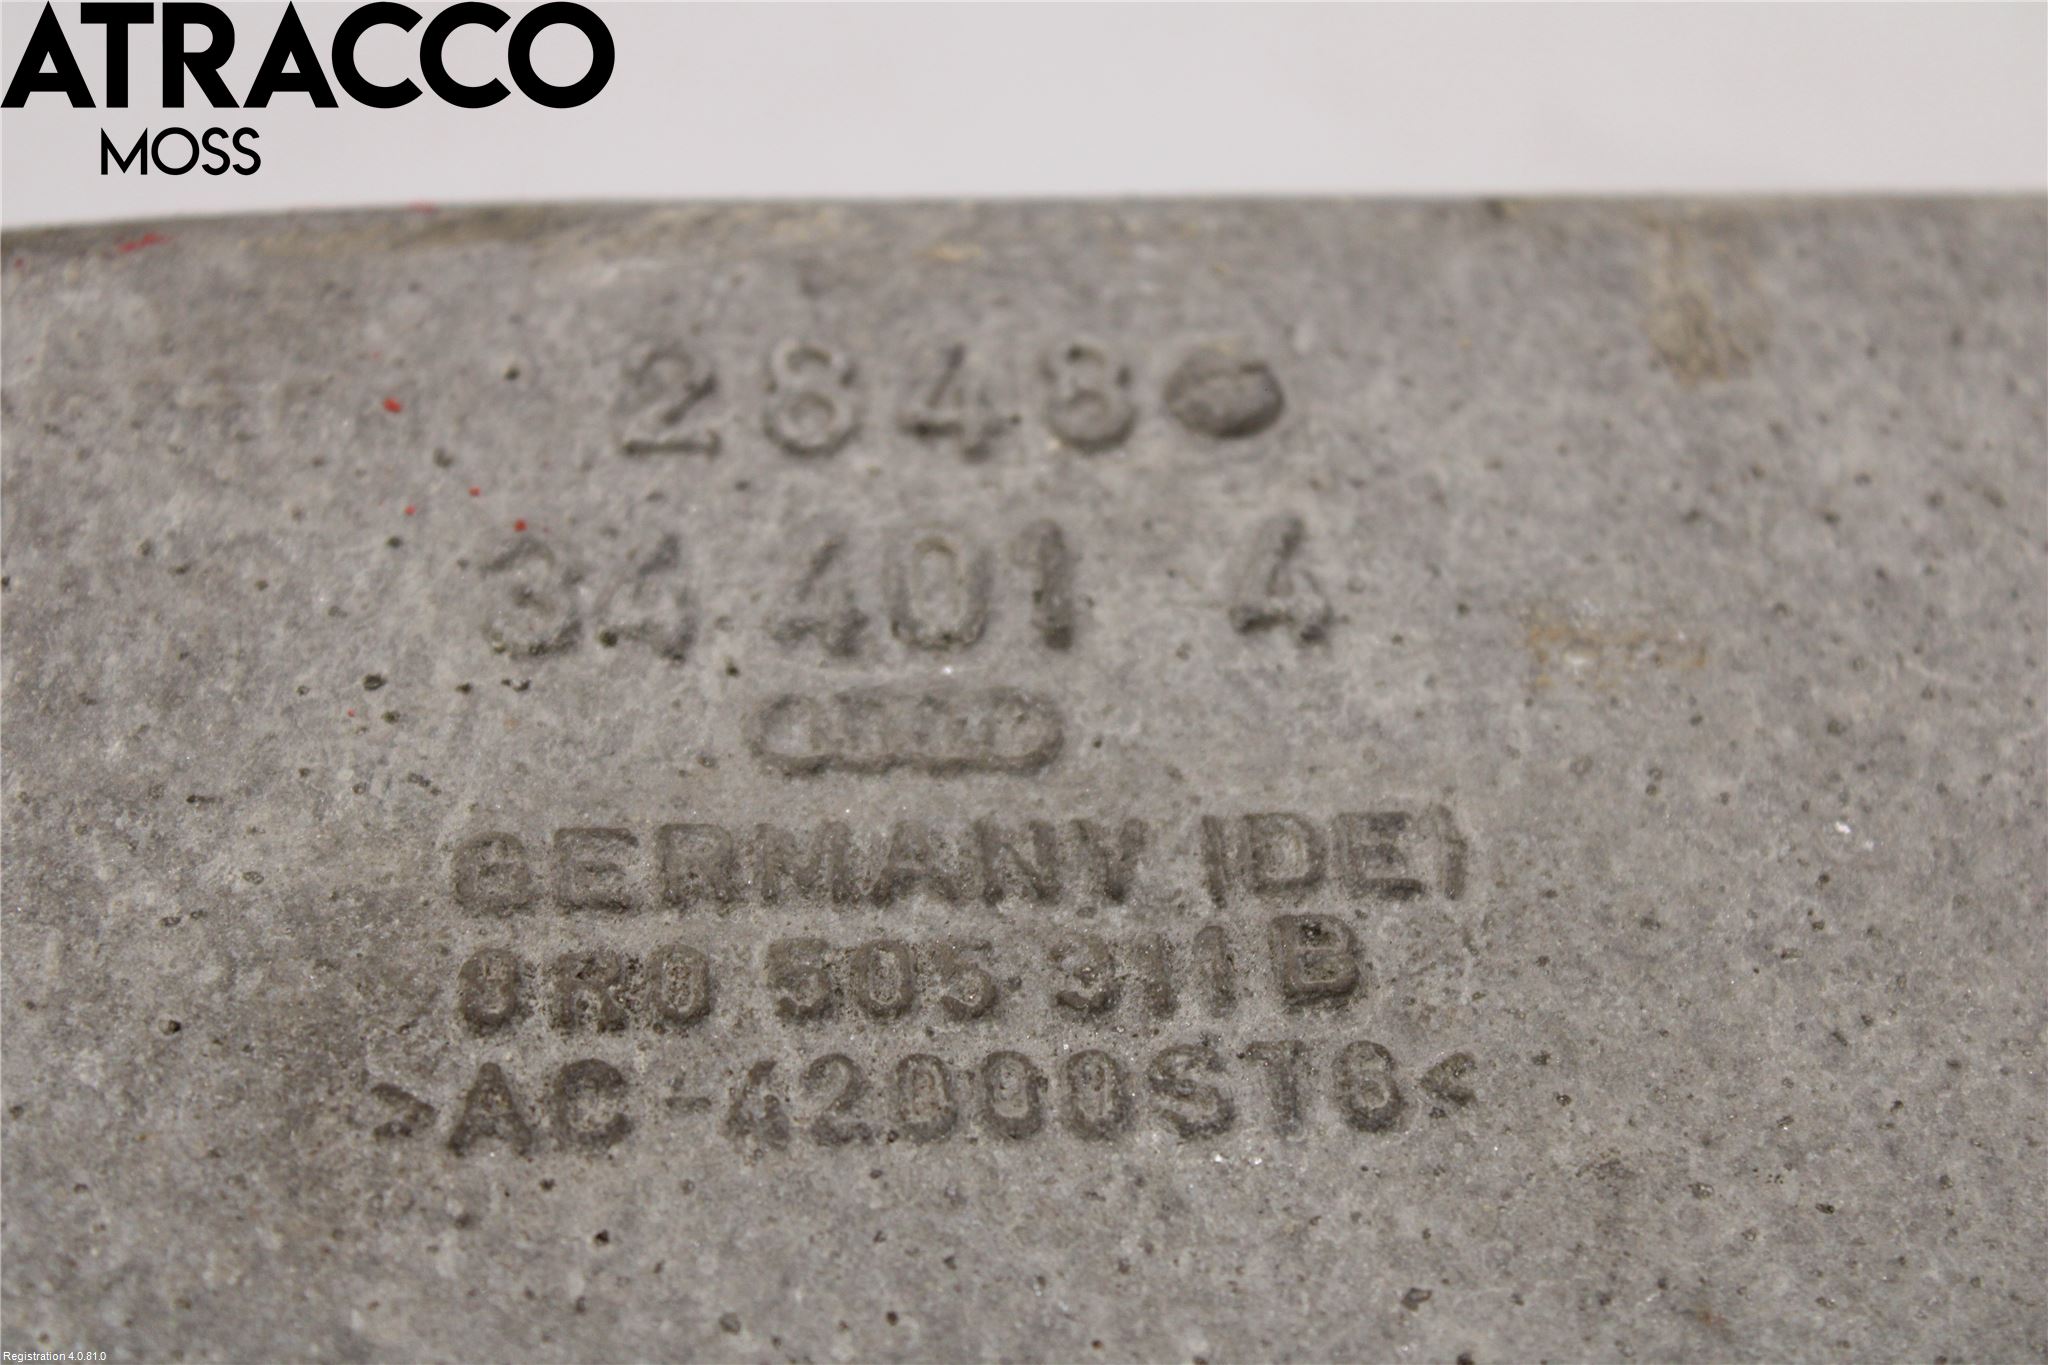 ATRACCO
MOSS
2848
34 401 4
GERMANY (DE)
8R0 505 311 B
>AC-42000ST6<
Registration 4.0.81.0